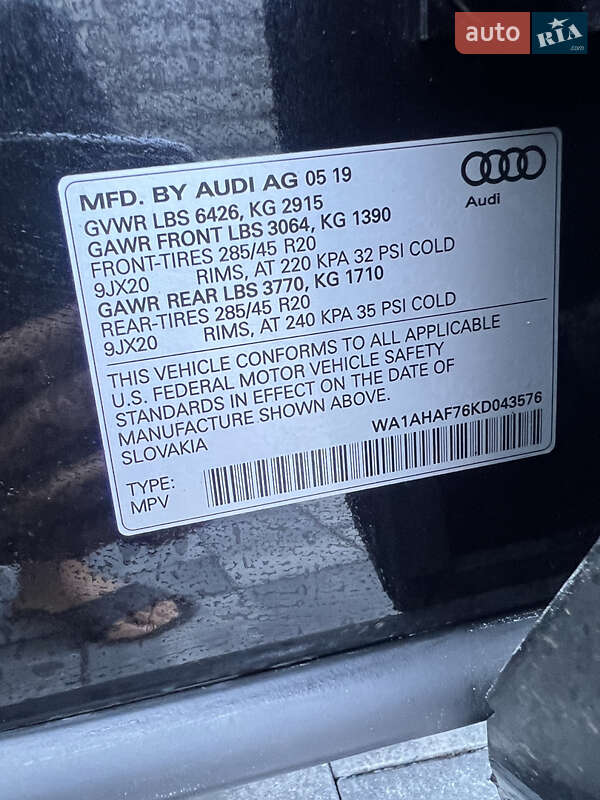 auto RIA .com
MFD. BY AUDI AG 05 19
GVWR LBS 6426, KG 2915
GAWR FRONT LBS 3064, KG 1390
FRONT-TIRES 285/45 R20
9JX20 RIMS, AT 220 KPA 32 PSI COLD
GAWR REAR LBS 3770, KG 1710
REAR-TIRES 285/45 R20
9JX20 RIMS, AT 240 KPA 35 PSI COLD
Audi
THIS VEHICLE CONFORMS TO ALL APPLICABLE
U.S. FEDERAL MOTOR VEHICLE SAFETY
STANDARDS IN EFFECT ON THE DATE OF
MANUFACTURE SHOWN ABOVE.
SLOVAKIA
WA1AHAF76KD043576
TYPE:
MPV